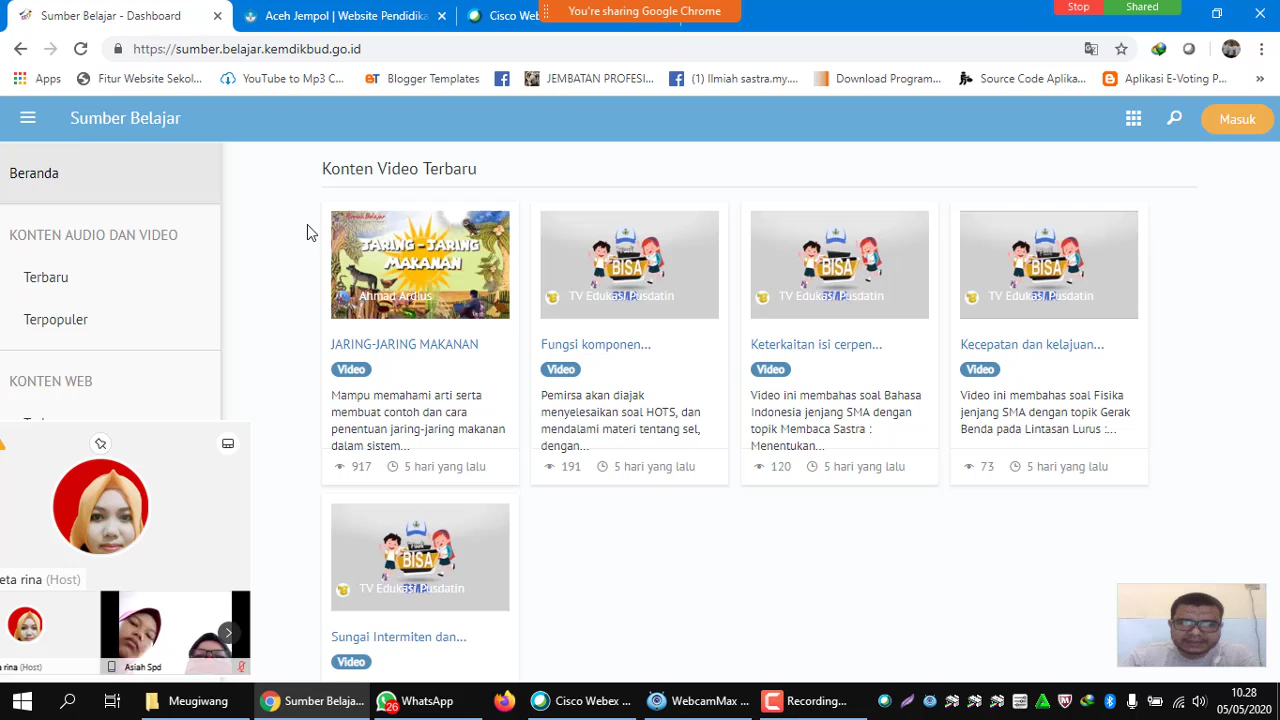 Sumber Belajar - Dashboard
Aceh Jempol | Website Pendidika
Cisco Web
You're sharing Google Chrome
Stop
Shared
https://sumber.belajar.kemdikbud.go.id
Apps
Fitur Website Sekol...
YouTube to Mp3 C...
Blogger Templates
JEMBATAN PROFESI...
(1) Ilmiah sastra.my....
Download Program...
Source Code Aplika...
Aplikasi E-Voting P...
Sumber Belajar
Masuk
Beranda
KONTEN AUDIO DAN VIDEO
Terbaru
Terpopuler
KONTEN WEB
Konten Video Terbaru
JARING-JARING
MAKANAN
Ahmad Ardius
JARING-JARING MAKANAN
Video
Mampu memahami arti serta
membuat contoh dan cara
penentuan jaring-jaring makanan
dalam sistem...
917
5 hari yang lalu
BISA
TV Edukasi Pusdatin
Fungsi komponen...
Video
Pemirsa akan diajak
menyelesaikan soal HOTS, dan
mendalami materi tentang sel,
dengan...
191
5 hari yang lalu
BISA
TV Edukasi Pusdatin
Keterkaitan isi cerpen...
Video
Video ini membahas soal Bahasa
Indonesia jenjang SMA dengan
topik Membaca Sastra :
Menentukan...
120
5 hari yang lalu
BISA
TV Edukasi Pusdatin
Kecepatan dan kelajuan...
Video
Video ini membahas soal Fisika
jenjang SMA dengan topik Gerak
Benda pada Lintasan Lurus :...
73
5 hari yang lalu
BISA
TV Edukasi Pusdatin
Sungai Intermiten dan...
Video
eta rina (Host)
a rina (Host)
Asiah Spd
Meugiwang
Sumber Belaja...
26
WhatsApp
Cisco Webex ...
WebcamMax ...
Recording...
10.28
05/05/2020